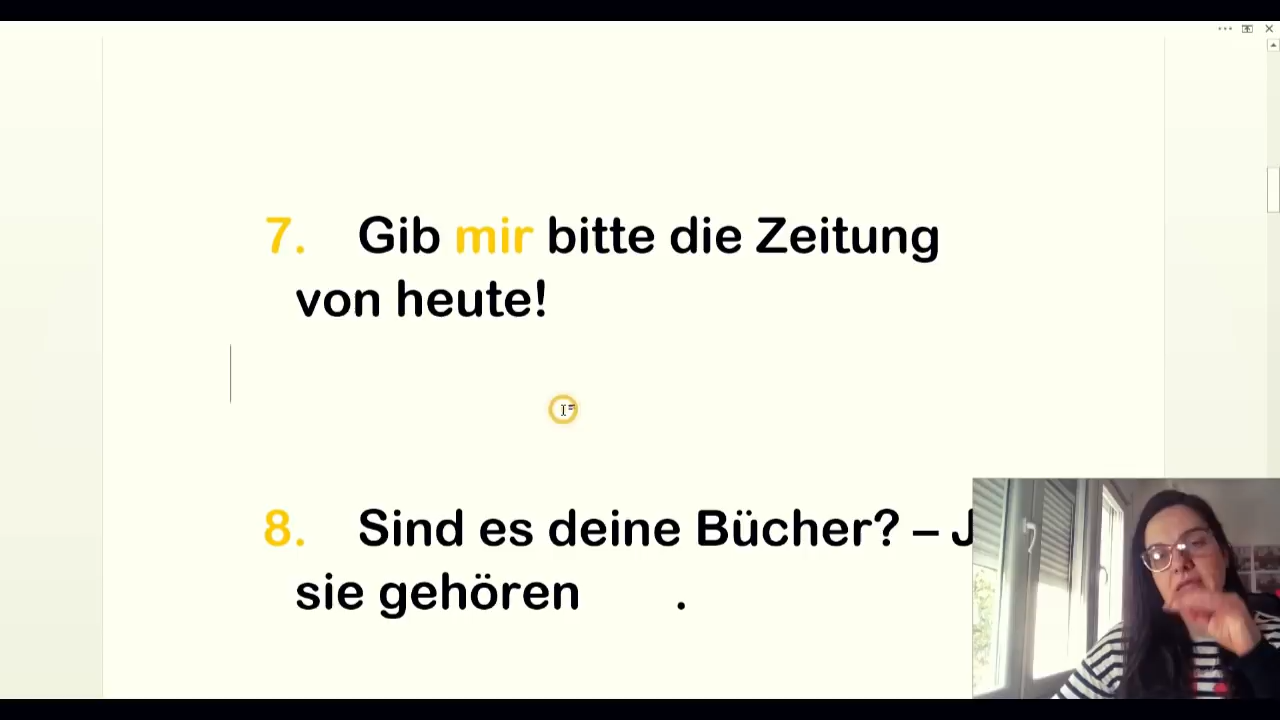 7. Gib mir bitte die Zeitung
von heute!
8. Sind es deine Bücher? – J
sie gehören .